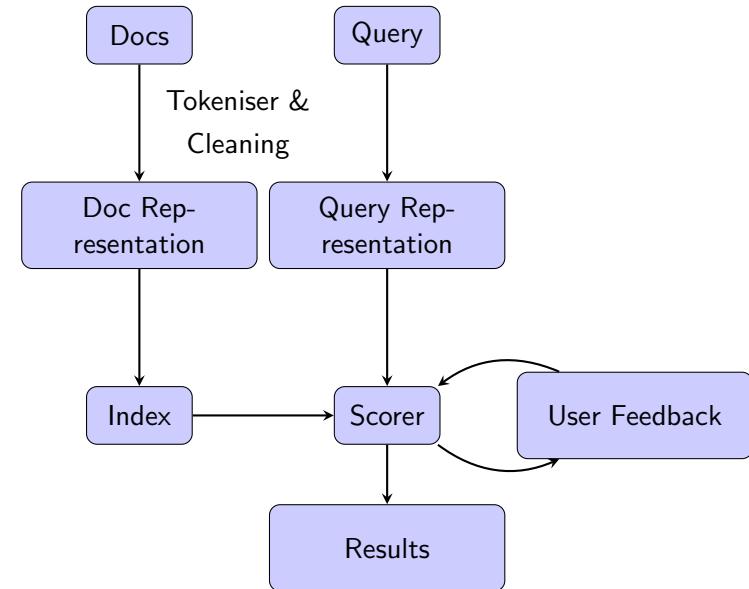 Docs
Query
Tokeniser &
Cleaning
Doc Rep-
resentation
Query Rep-
resentation
Index
Scorer
User Feedback
Results